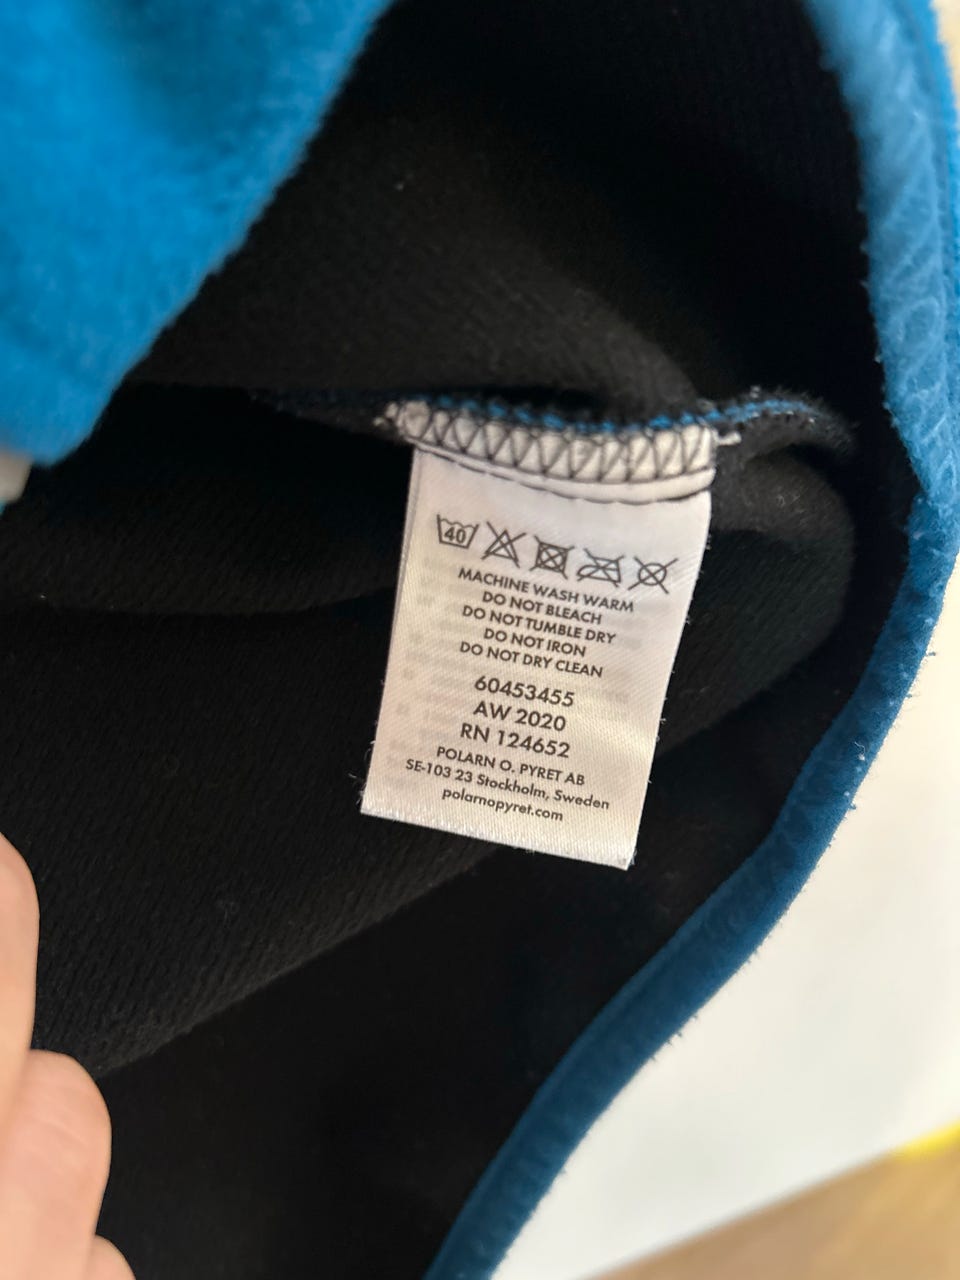 40
MACHINE WASH WARM
DO NOT BLEACH
DO NOT TUMBLE DRY
DO NOT IRON
DO NOT DRY CLEAN
60453455
AW 2020
RN 124652
POLARN O. PYRET AB
SE-103 23 Stockholm, Sweden
polarnopyret.com